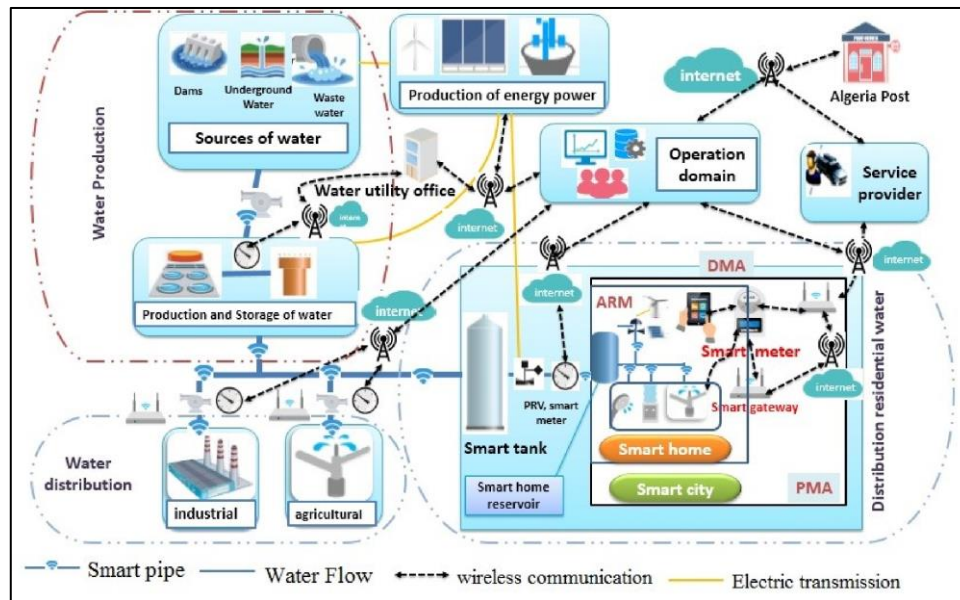 Dams
Underground
Water
Waste
water
Sources of water
Production of energy power
internet
Algeria Post
Operation
domain
Service
provider
Water utility office
internet
internet
Water Production
Production and Storage of water
internet
internet
DMA
ARM
Smart meter
internet
Smart gateway
PRV, smart
meter
Smart tank
Smart home
Smart home
reservoir
Smart city
PMA
Distribution residential water
Water
distribution
industrial
agricultural
Smart pipe
Water Flow
wireless communication
Electric transmission